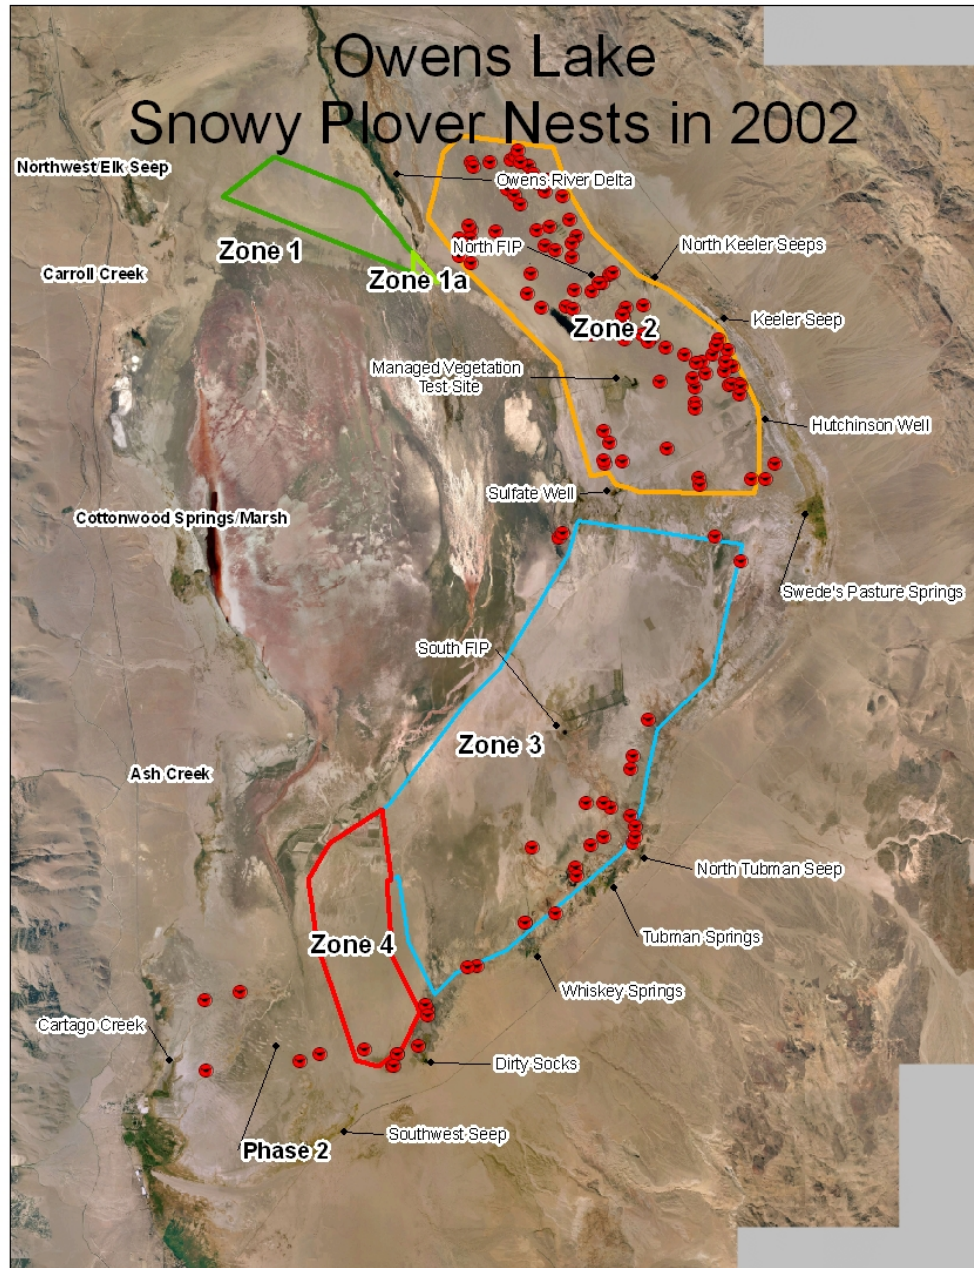 Owens Lake
Snowy Plover Nests in 2002
Northwest/Elk Seep
Owens River Delta
Zone 1
North FIP
North Keeler Seeps
Carroll Creek
Zone 1a
Keeler Seep
Zone 2
Managed Vegetation
Test Site
Hutchinson Well
Sulfate Well
Cottonwood Springs/Marsh
Swede's Pasture Springs
South FIP
Zone 3
Ash Creek
North Tubman Seep
Zone 4
Tubman Springs
Whiskey Springs
Cartago Creek
Dirty Socks
Southwest Seep
Phase 2